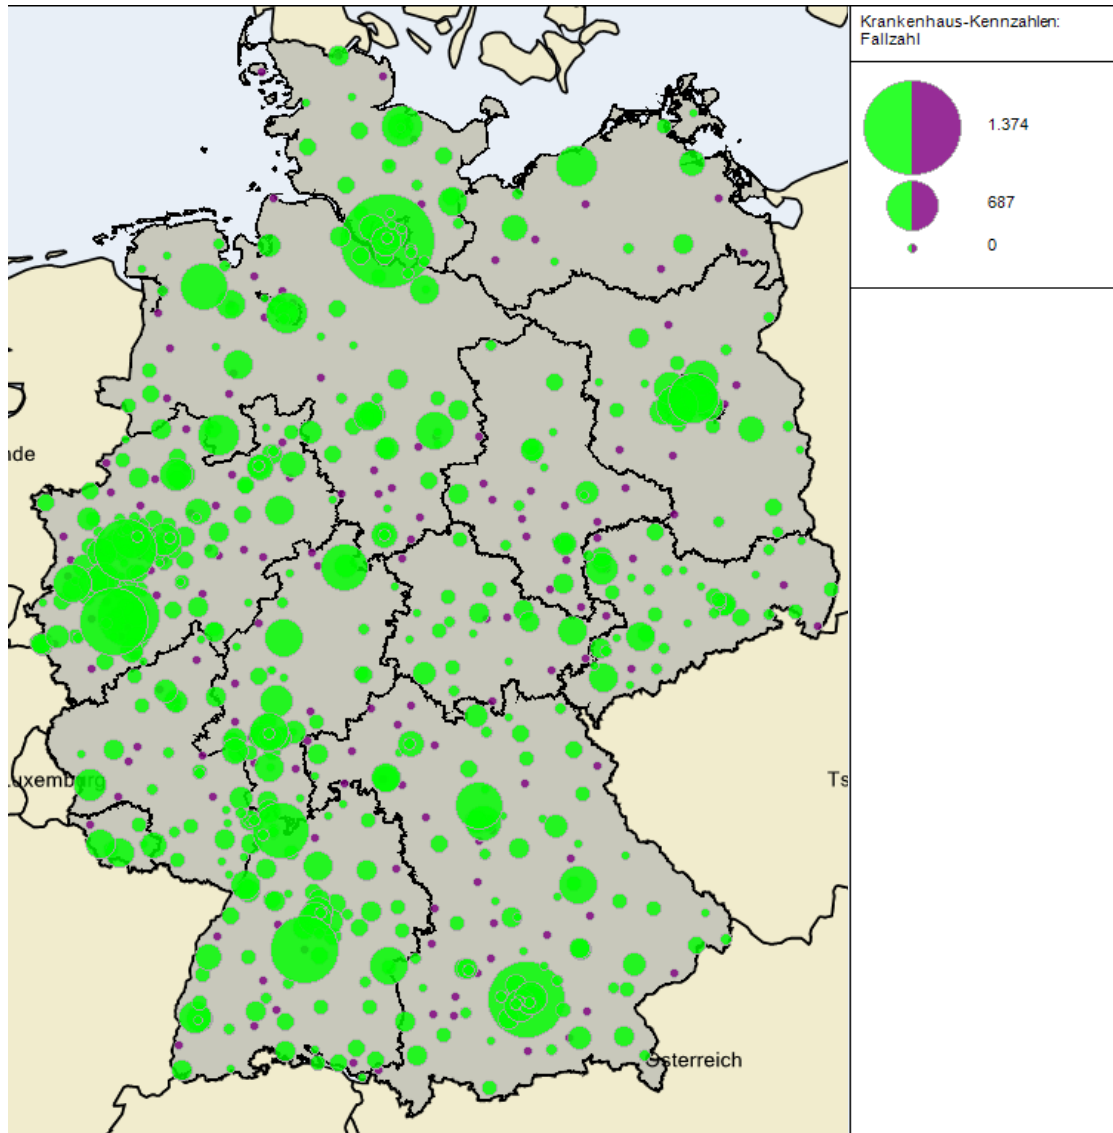 Krankenhaus-Kennzahlen:
Fallzahl
1.374
687
0
nde
uxemburg
Ts
Österreich